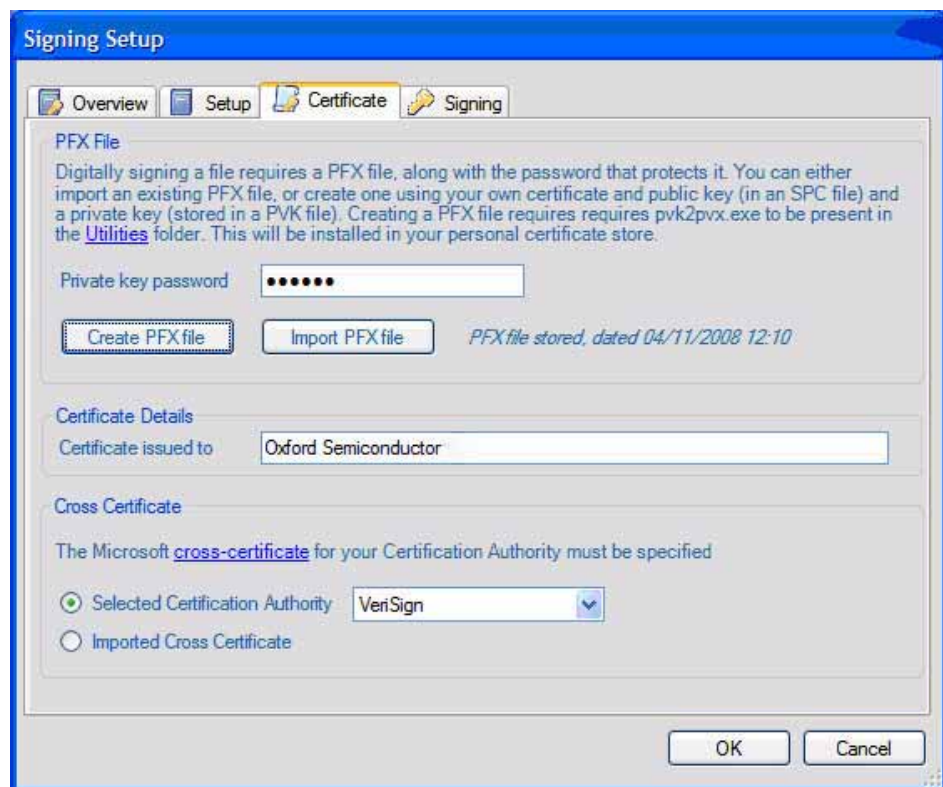 Signing Setup
Overview
Setup
Certificate
Signing
PFX File
Digitally signing a file requires a PFX file, along with the password that protects it. You can either
import an existing PFX file, or create one using your own certificate and public key (in an SPC file) and
a private key (stored in a PVK file). Creating a PFX file requires requires pvk2pvx.exe to be present in
the Utilities folder. This will be installed in your personal certificate store.
Private key password ●●●●●●
Create PFX file
Import PFX file
PFX file stored, dated 04/11/2008 12:10
Certificate Details
Certificate issued to Oxford Semiconductor
Cross Certificate
The Microsoft cross-certificate for your Certification Authority must be specified
Selected Certification Authority VeriSign
Imported Cross Certificate
OK
Cancel